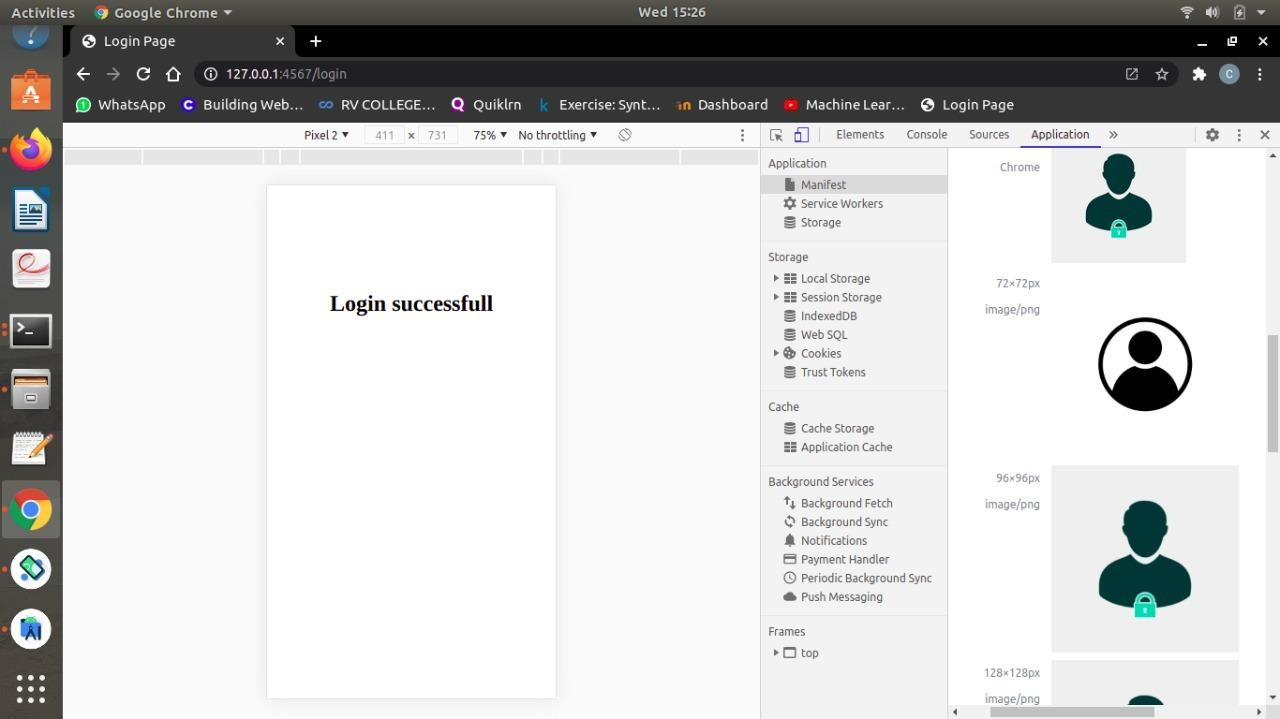 Activities Google Chrome Wed 15:26
Login Page
127.0.0.1:4567/login C
WhatsApp Building Web... RV COLLEGE... Quiklrn Exercise: Synt... Dashboard Machine Lear... Login Page
Pixel 2 411 x 731 75% No throttling Elements Console Sources Application »
Application
Manifest
Service Workers
Storage
Storage
Local Storage
Session Storage
IndexedDB
Web SQL
Cookies
Trust Tokens
Cache
Cache Storage
Application Cache
Background Services
Background Fetch
Background Sync
Notifications
Payment Handler
Periodic Background Sync
Push Messaging
Frames
top
Login successfull
Chrome
72×72px
image/png
96×96px
image/png
128×128px
image/png